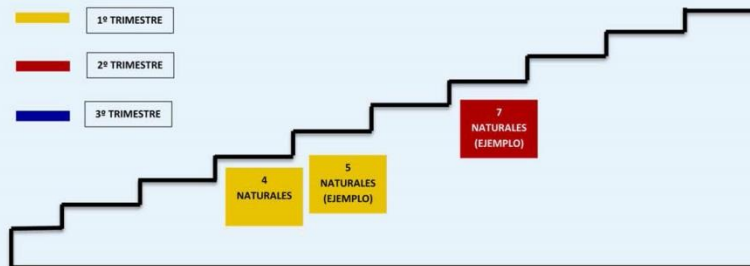 1º TRIMESTRE
2º TRIMESTRE
3º TRIMESTRE
4
NATURALES
5
NATURALES
(EJEMPLO)
7
NATURALES
(EJEMPLO)